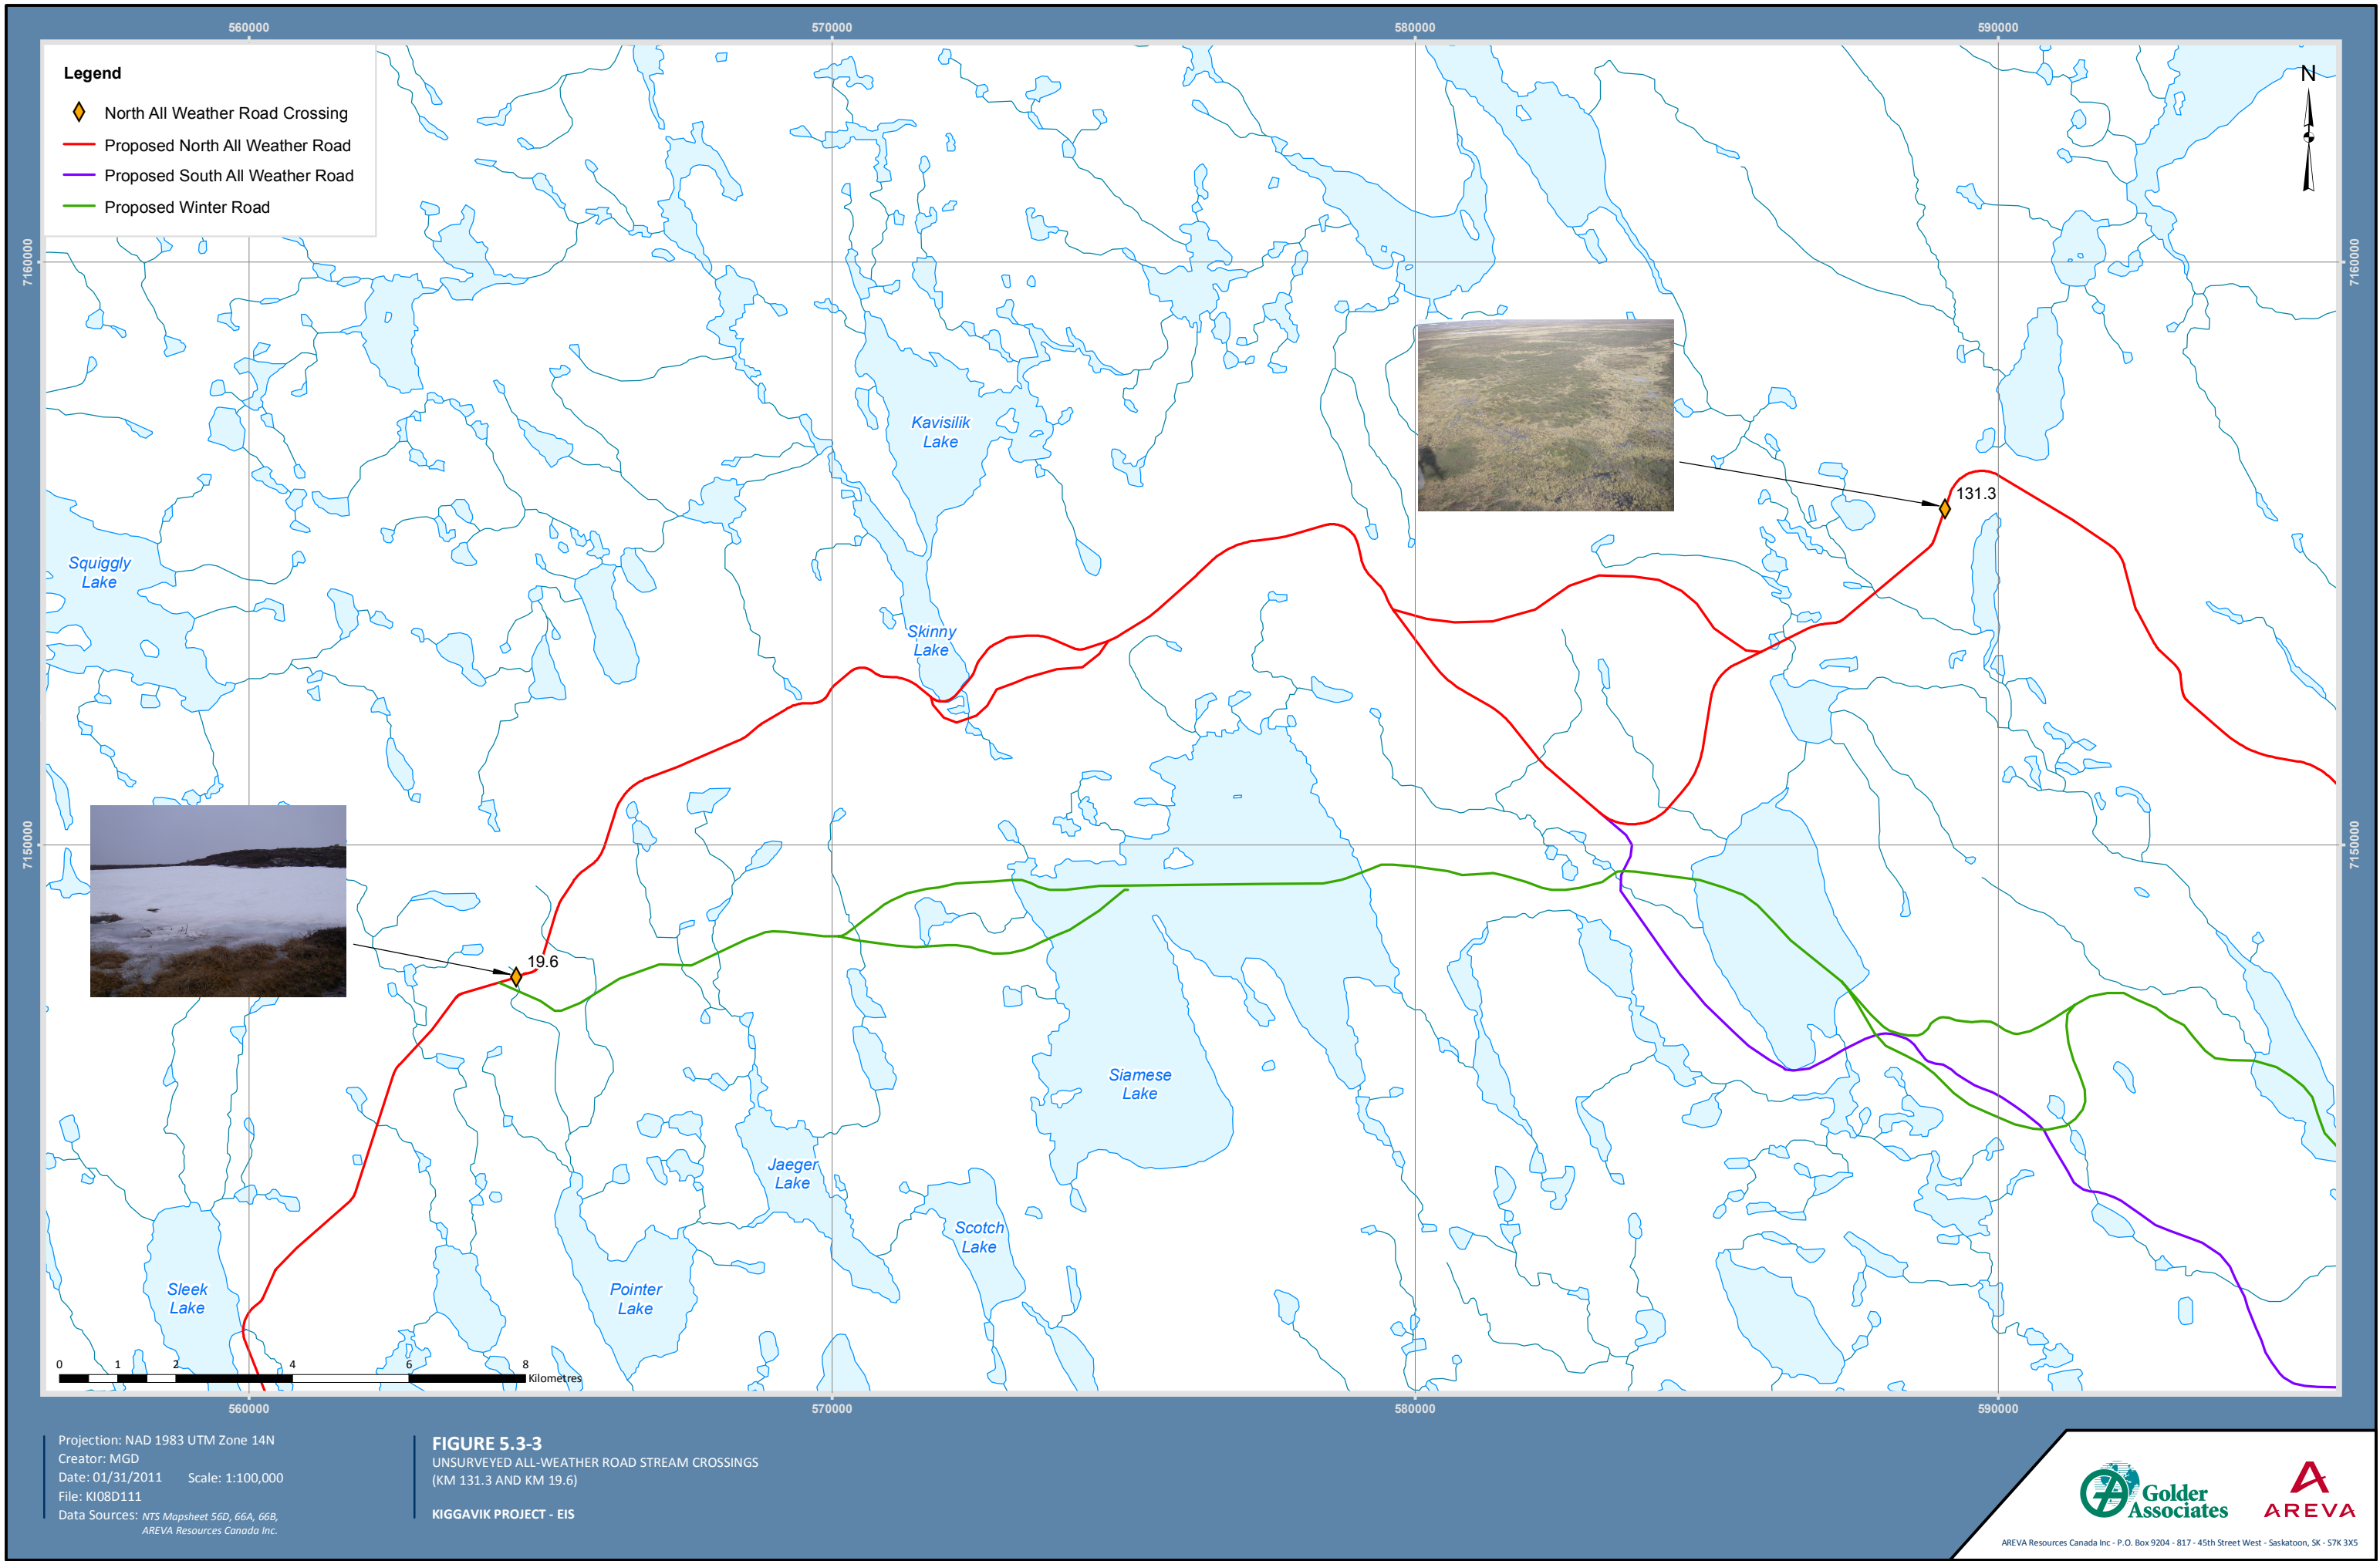 560000
570000
580000
590000
Legend
North All Weather Road Crossing
Proposed North All Weather Road
Proposed South All Weather Road
Proposed Winter Road
N
7160000
7160000
Kavisilik
Lake
131.3
Squiggly
Lake
Skinny
Lake
7150000
7150000
19.6
Siamese
Lake
Jaeger
Lake
Scotch
Lake
Sleek
Lake
Pointer
Lake
0 1 2 4 6 8
Kilometres
560000
570000
580000
590000
Projection: NAD 1983 UTM Zone 14N
Creator: MGD
Date: 01/31/2011 Scale: 1:100,000
File: KI08D111
Data Sources: NTS Mapsheet 56D, 66A, 66B,
AREVA Resources Canada Inc.
FIGURE 5.3-3
UNSURVEYED ALL-WEATHER ROAD STREAM CROSSINGS
(KM 131.3 AND KM 19.6)
KIGGAVIK PROJECT - EIS
Golder
Associates
AREVA
AREVA Resources Canada Inc - P.O. Box 9204 - 817 - 45th Street West - Saskatoon, SK - S7K 3X5